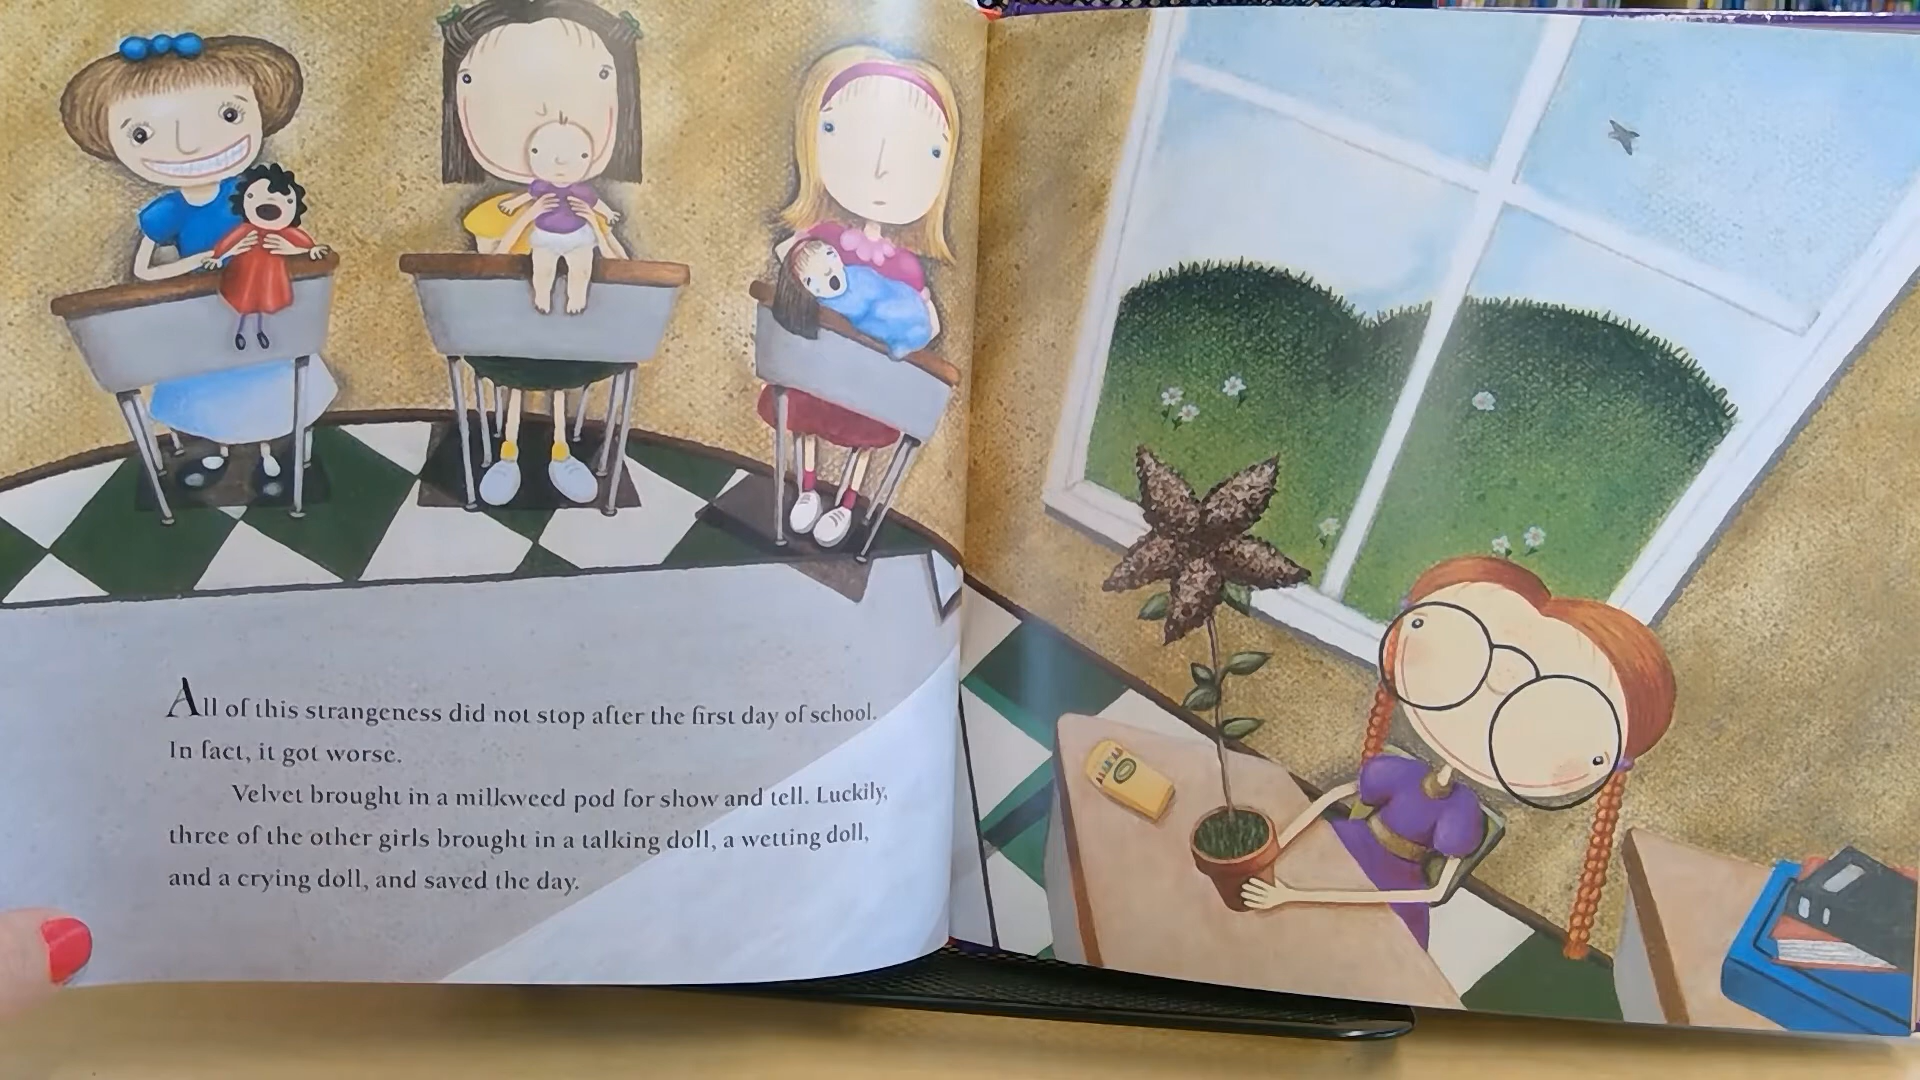 All of this strangeness did not stop after the first day of school.
In fact, it got worse.
Velvet brought in a milkweed pod for show and tell. Luckily,
three of the other girls brought in a talking doll, a wetting doll,
and a crying doll, and saved the day.